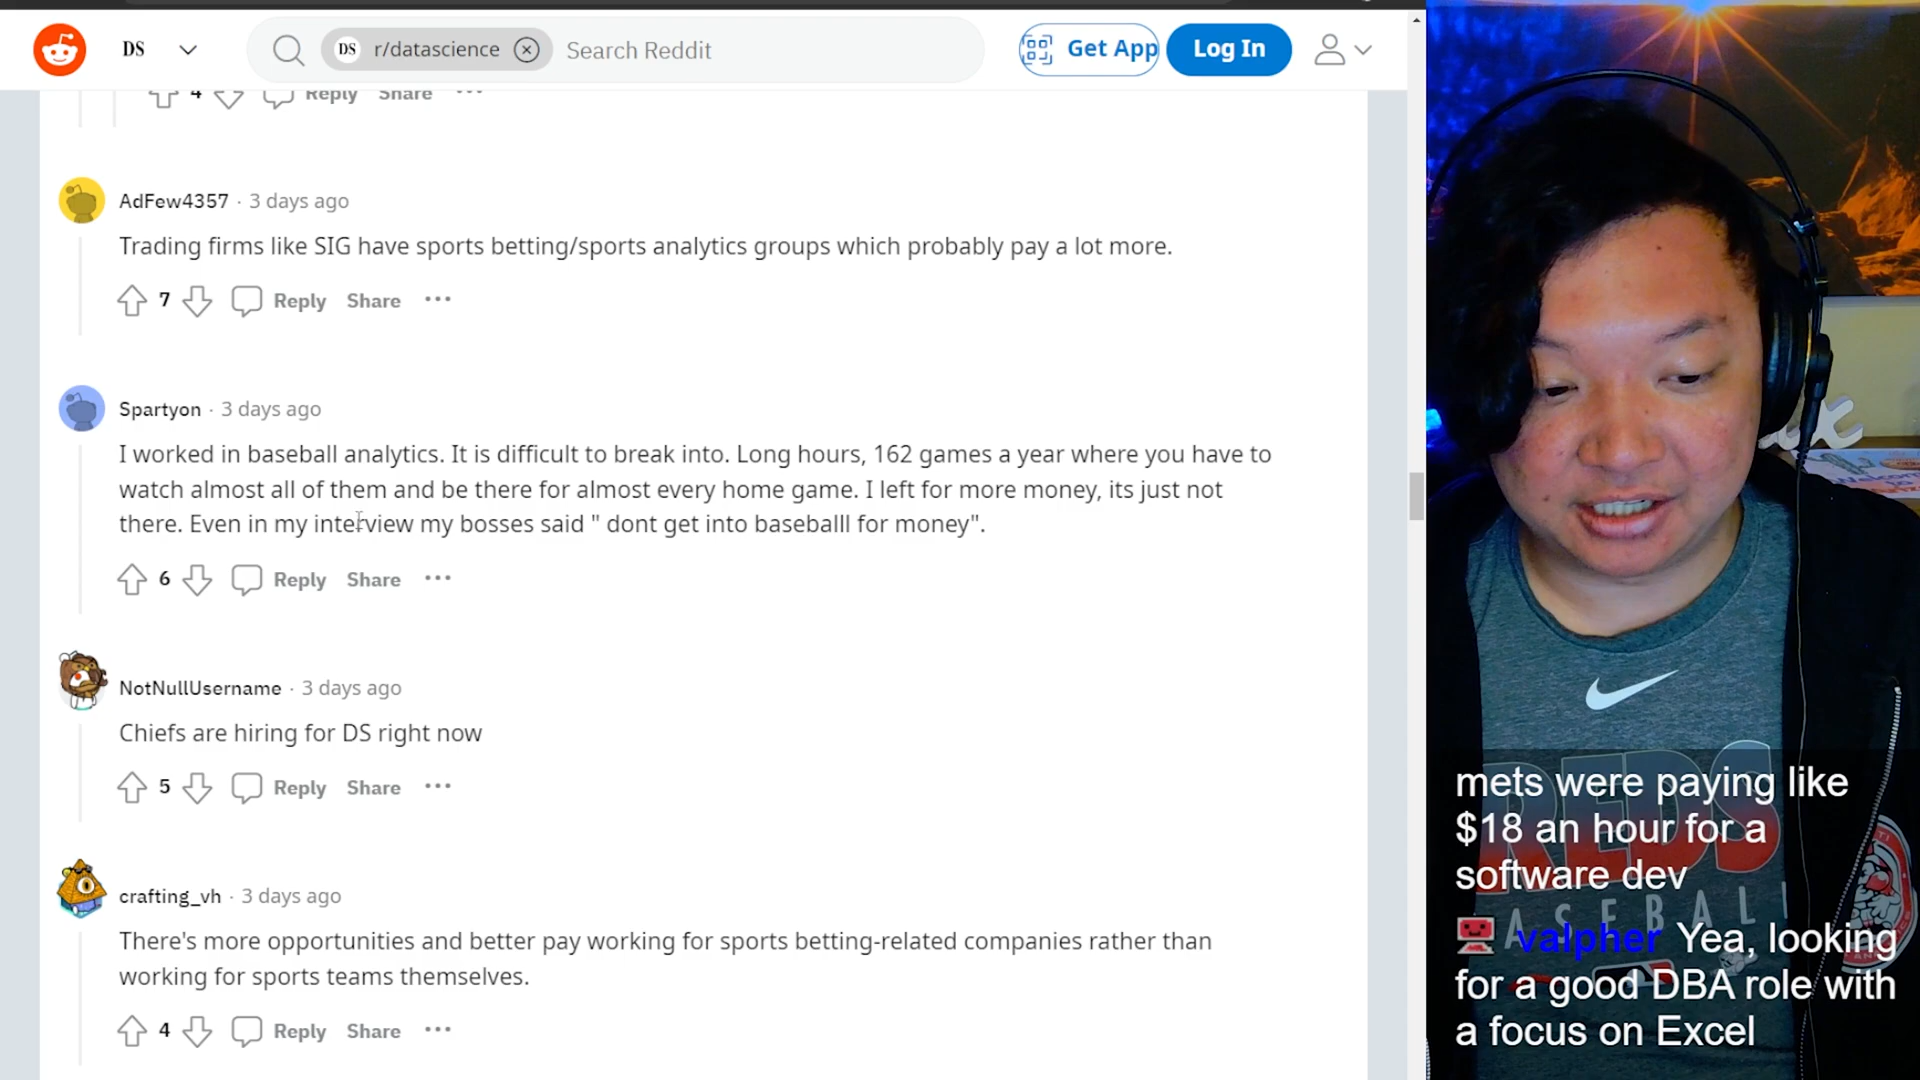 DS
DS r/datascience Search Reddit
Get App
Log In
4 Reply Share ...
AdFew4357 · 3 days ago
Trading firms like SIG have sports betting/sports analytics groups which probably pay a lot more.
7 Reply Share ...
Spartyon · 3 days ago
I worked in baseball analytics. It is difficult to break into. Long hours, 162 games a year where you have to
watch almost all of them and be there for almost every home game. I left for more money, its just not
there. Even in my interview my bosses said " dont get into baseballl for money".
6 Reply Share ...
NotNullUsername · 3 days ago
Chiefs are hiring for DS right now
5 Reply Share ...
crafting_vh · 3 days ago
There's more opportunities and better pay working for sports betting-related companies rather than
working for sports teams themselves.
4 Reply Share ...
mets were paying like
$18 an hour for a
software dev
valpher Yea, looking
for a good DBA role with
a focus on Excel
REDS
BASEBALL